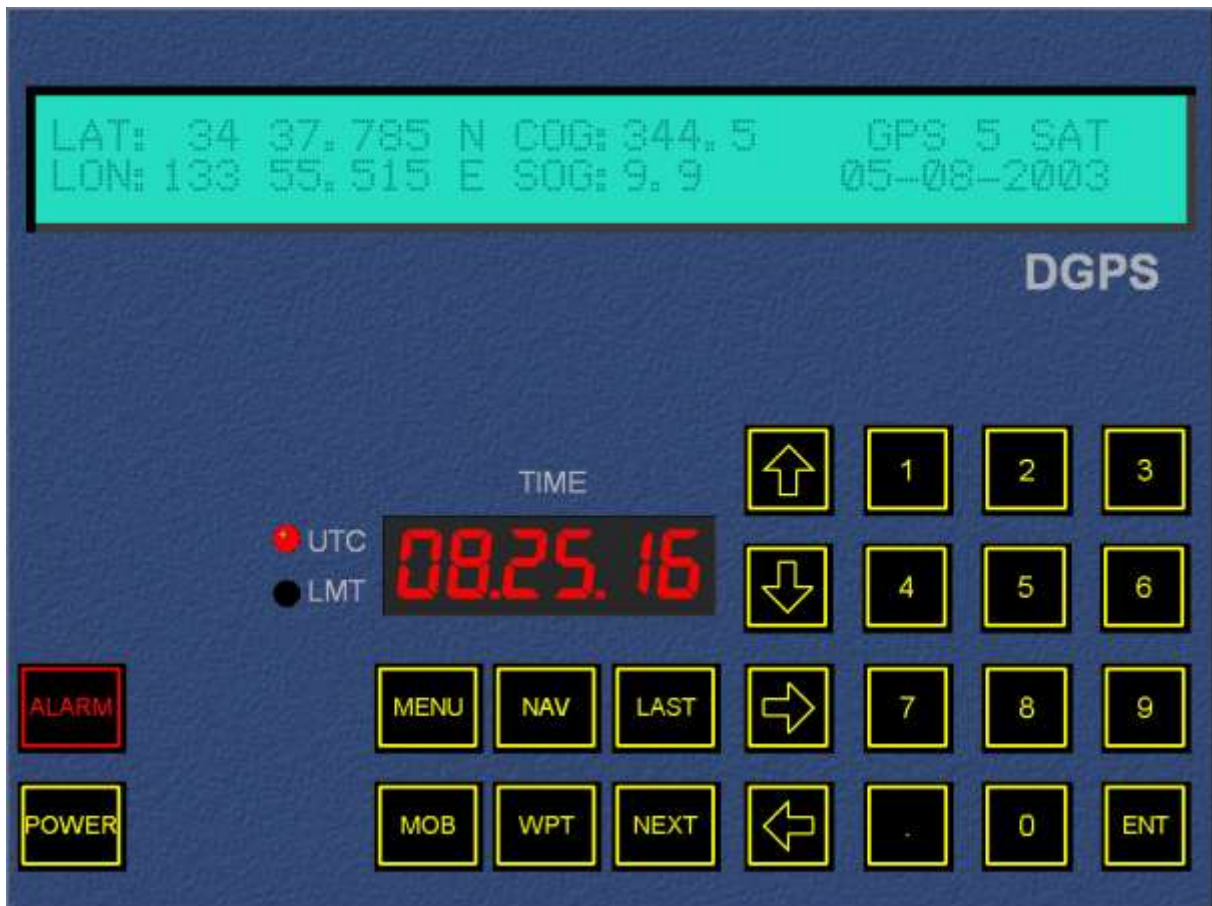 LAT: 34 37.785 N COG: 344.5 GPS 5 SAT
LON: 133 55.515 E SOG: 9.9 05-08-2003
DGPS
TIME
UTC
08.25.16
LMT
1 2 3
4 5 6
ALARM MENU NAV LAST 7 8 9
POWER MOB WPT NEXT . 0 ENT